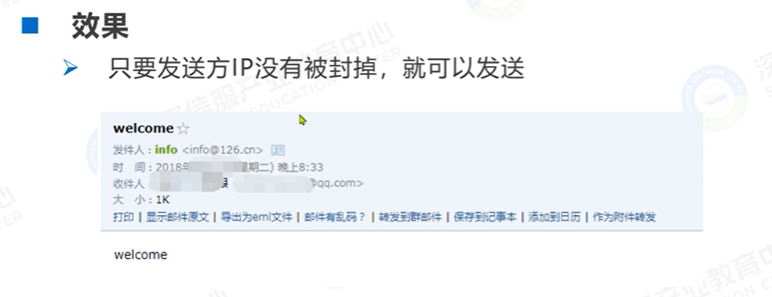 效果
只要发送方IP没有被封掉，就可以发送
welcome☆
发件人：info <info@126.cn>
时 间：2018年 期二) 晚上8:33
收件人 @qq.com>
大 小：1K
打印 | 显示邮件原文 | 导出为eml文件 | 邮件有乱码？ | 转发到群邮件 | 保存到记事本 | 添加到日历 | 作为附件转发
welcome